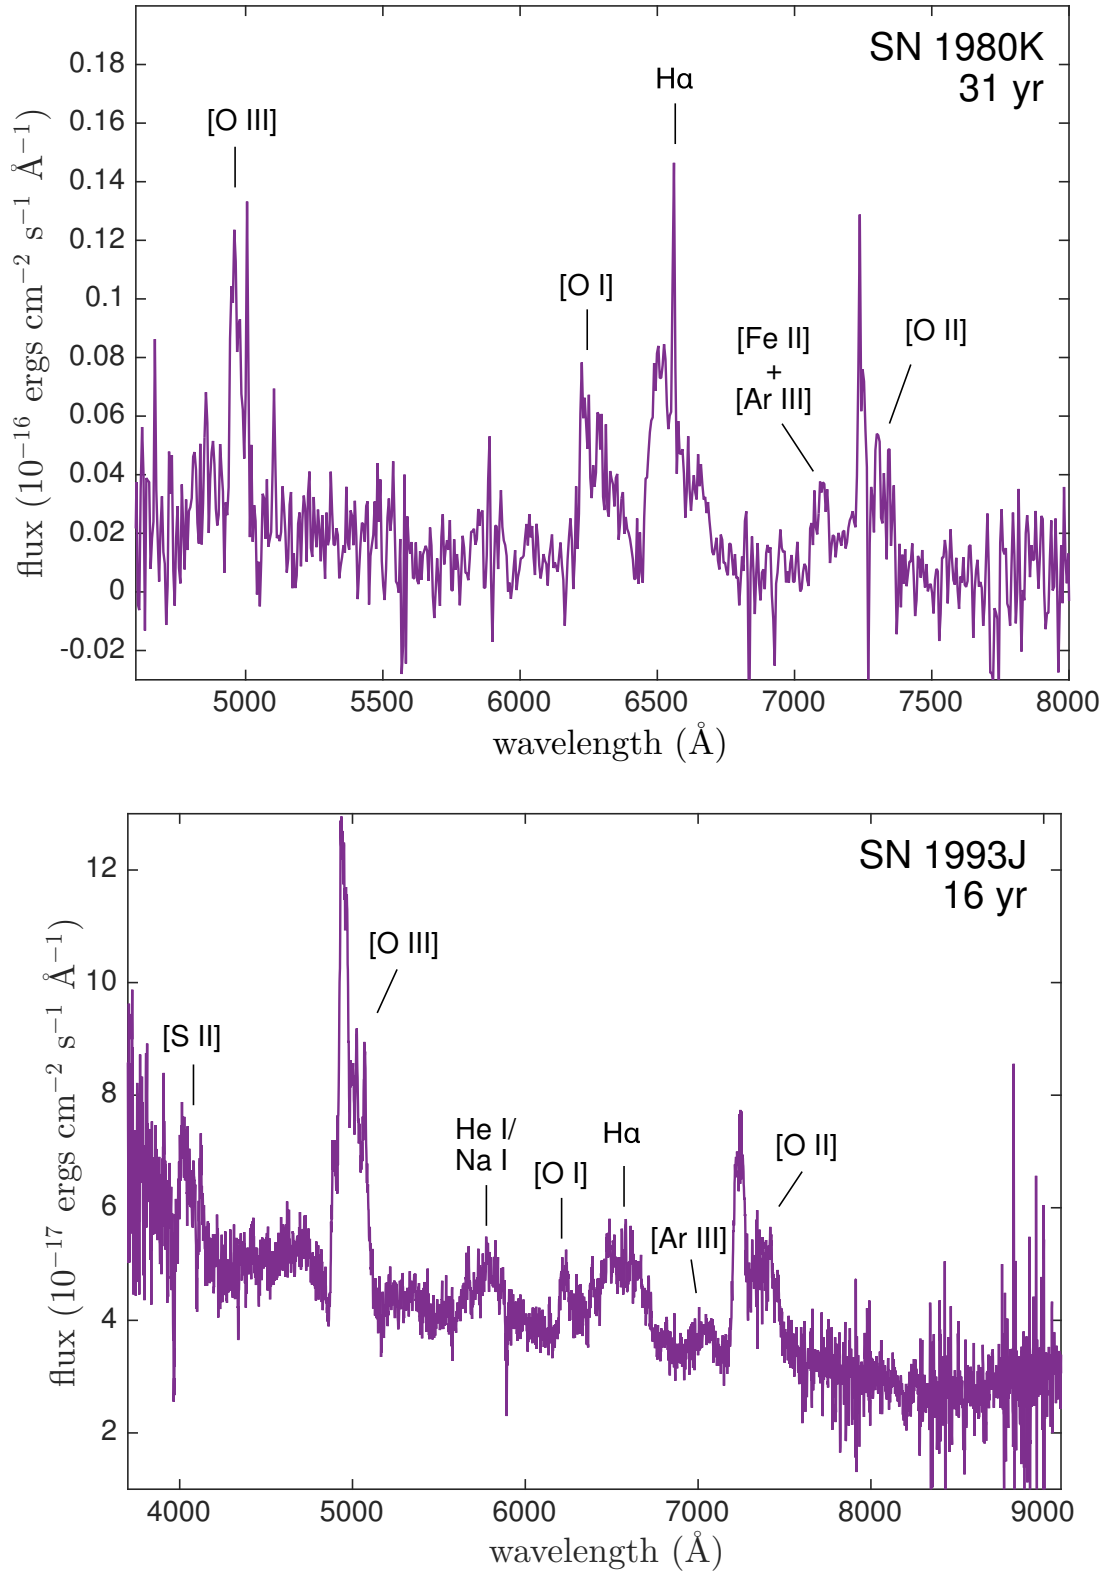 SN 1980K
31 yr
Hα
[O III]
[O I]
[Fe II]
+
[Ar III]
[O II]
0.18
0.16
0.14
0.12
0.1
0.08
0.06
0.04
0.02
0
-0.02
flux (10−16 ergs cm−2 s−1 Å−1)
5000 5500 6000 6500 7000 7500 8000
wavelength (Å)
SN 1993J
16 yr
[O III]
[S II]
He I/
Na I
[O I]
Hα
[Ar III]
[O II]
12
10
8
6
4
2
flux (10−17 ergs cm−2 s−1 Å−1)
4000 5000 6000 7000 8000 9000
wavelength (Å)